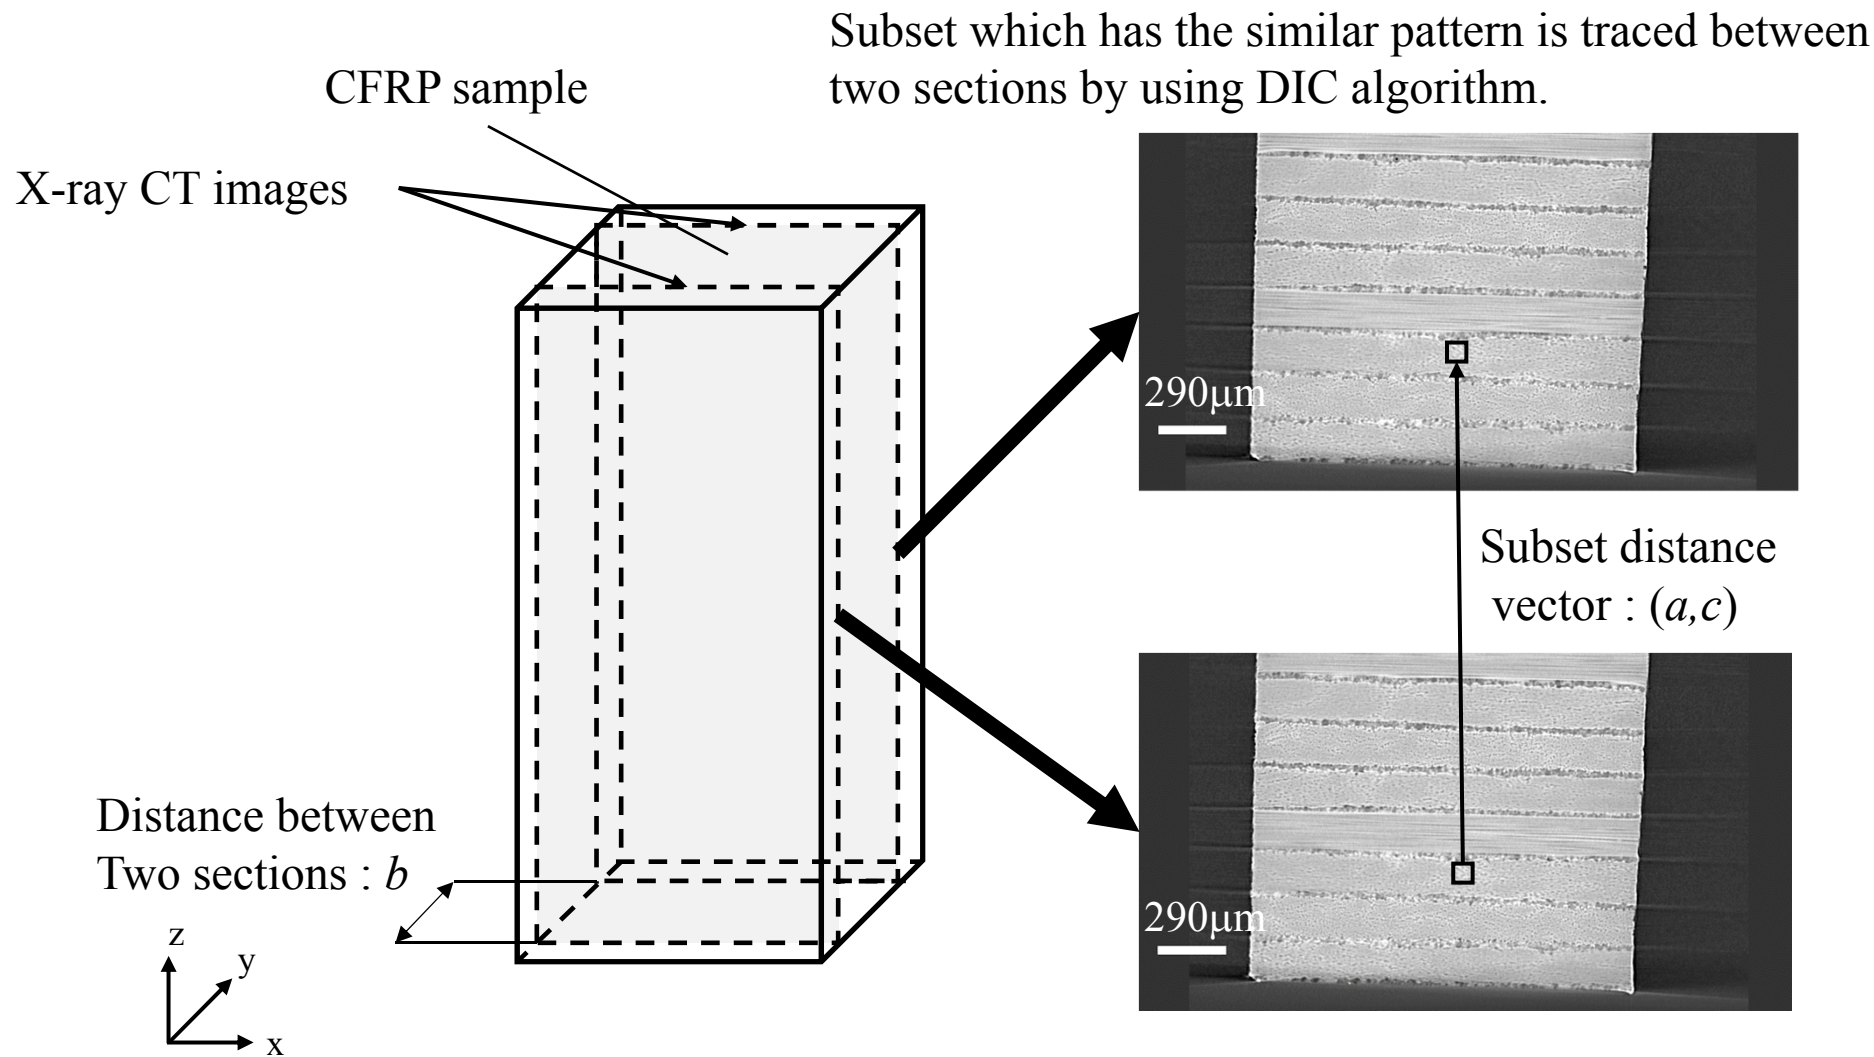 Subset which has the similar pattern is traced between
two sections by using DIC algorithm.
CFRP sample
X-ray CT images
290μm
Subset distance
vector : (a,c)
Distance between
Two sections : b
290μm
z
y
x